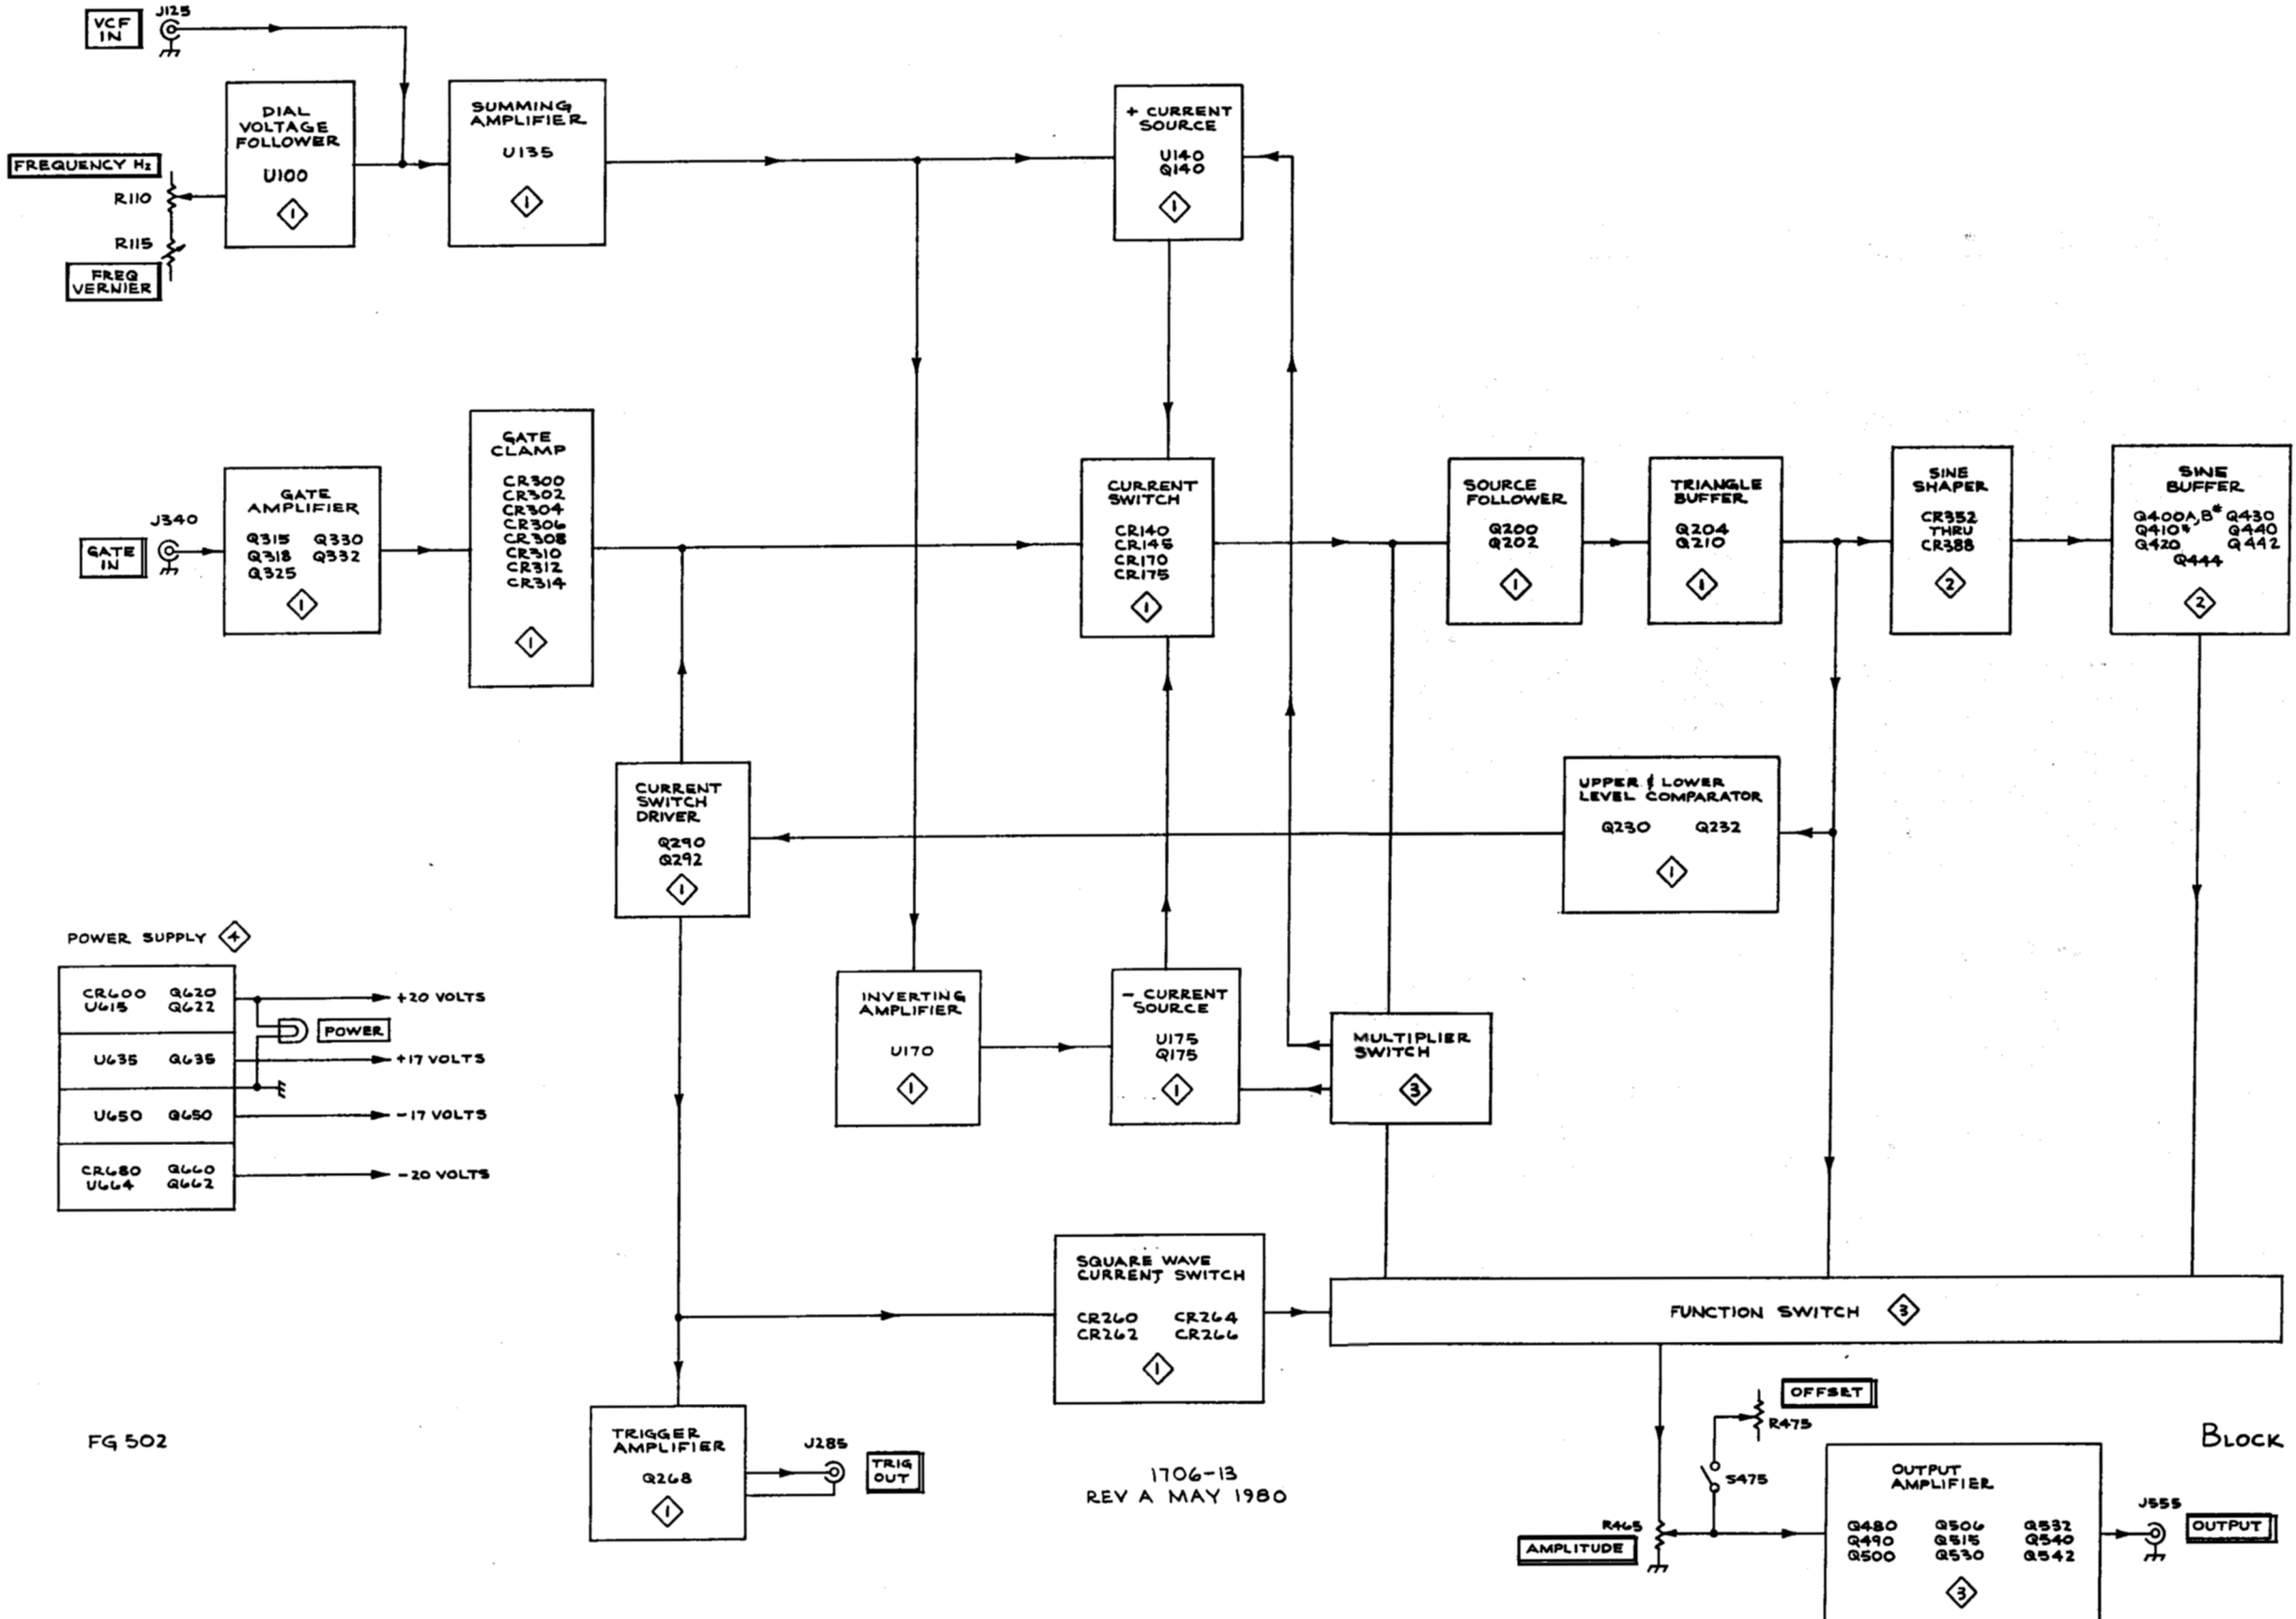 VCF
IN
J125
DIAL
VOLTAGE
FOLLOWER
U100
1
SUMMING
AMPLIFIER
U135
1
+ CURRENT
SOURCE
U140
Q140
1
FREQUENCY Hz
R110
R115
FREQ
VERNIER
GATE
IN
J340
GATE
AMPLIFIER
Q315 Q330
Q318 Q332
Q325
1
GATE
CLAMP
CR300
CR302
CR304
CR306
CR308
CR310
CR312
CR314
1
CURRENT
SWITCH
CR140
CR145
CR170
CR175
1
SOURCE
FOLLOWER
Q200
Q202
1
TRIANGLE
BUFFER
Q204
Q210
1
SINE
SHAPER
CR352
THRU
CR388
2
SINE
BUFFER
Q400A,B* Q430
Q410* Q440
Q420 Q442
Q444
2
CURRENT
SWITCH
DRIVER
Q290
Q292
1
UPPER & LOWER
LEVEL COMPARATOR
Q230 Q232
1
POWER SUPPLY 4
CR600 Q620
U615 Q622
+20 VOLTS
POWER
U635 Q635
+17 VOLTS
U650 Q650
-17 VOLTS
CR680 Q660
U664 Q662
-20 VOLTS
INVERTING
AMPLIFIER
U170
1
- CURRENT
SOURCE
U175
Q175
1
MULTIPLIER
SWITCH
3
SQUARE WAVE
CURRENT SWITCH
CR260 CR264
CR262 CR266
1
FUNCTION SWITCH 3
FG 502
TRIGGER
AMPLIFIER
Q268
1
J285
TRIG
OUT
1706-13
REV A MAY 1980
OFFSET
R475
S475
R465
AMPLITUDE
OUTPUT
AMPLIFIER
Q480 Q506 Q532
Q490 Q515 Q540
Q500 Q530 Q542
3
J555
OUTPUT
BLOCK